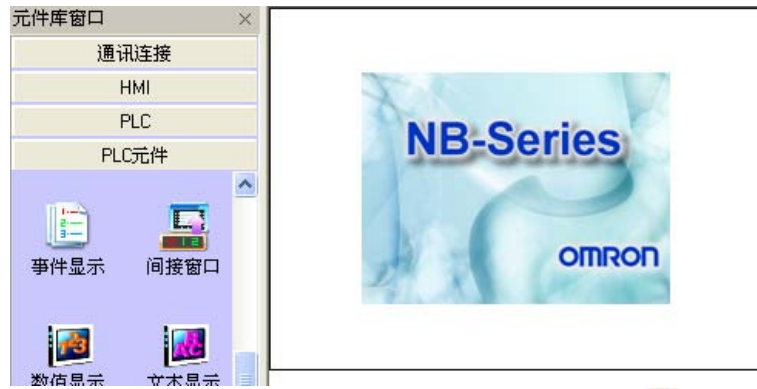 元件库窗口
通讯连接
HMI
PLC
PLC元件
事件显示
间接窗口
数值显示
文本显示
NB-Series
OMRON